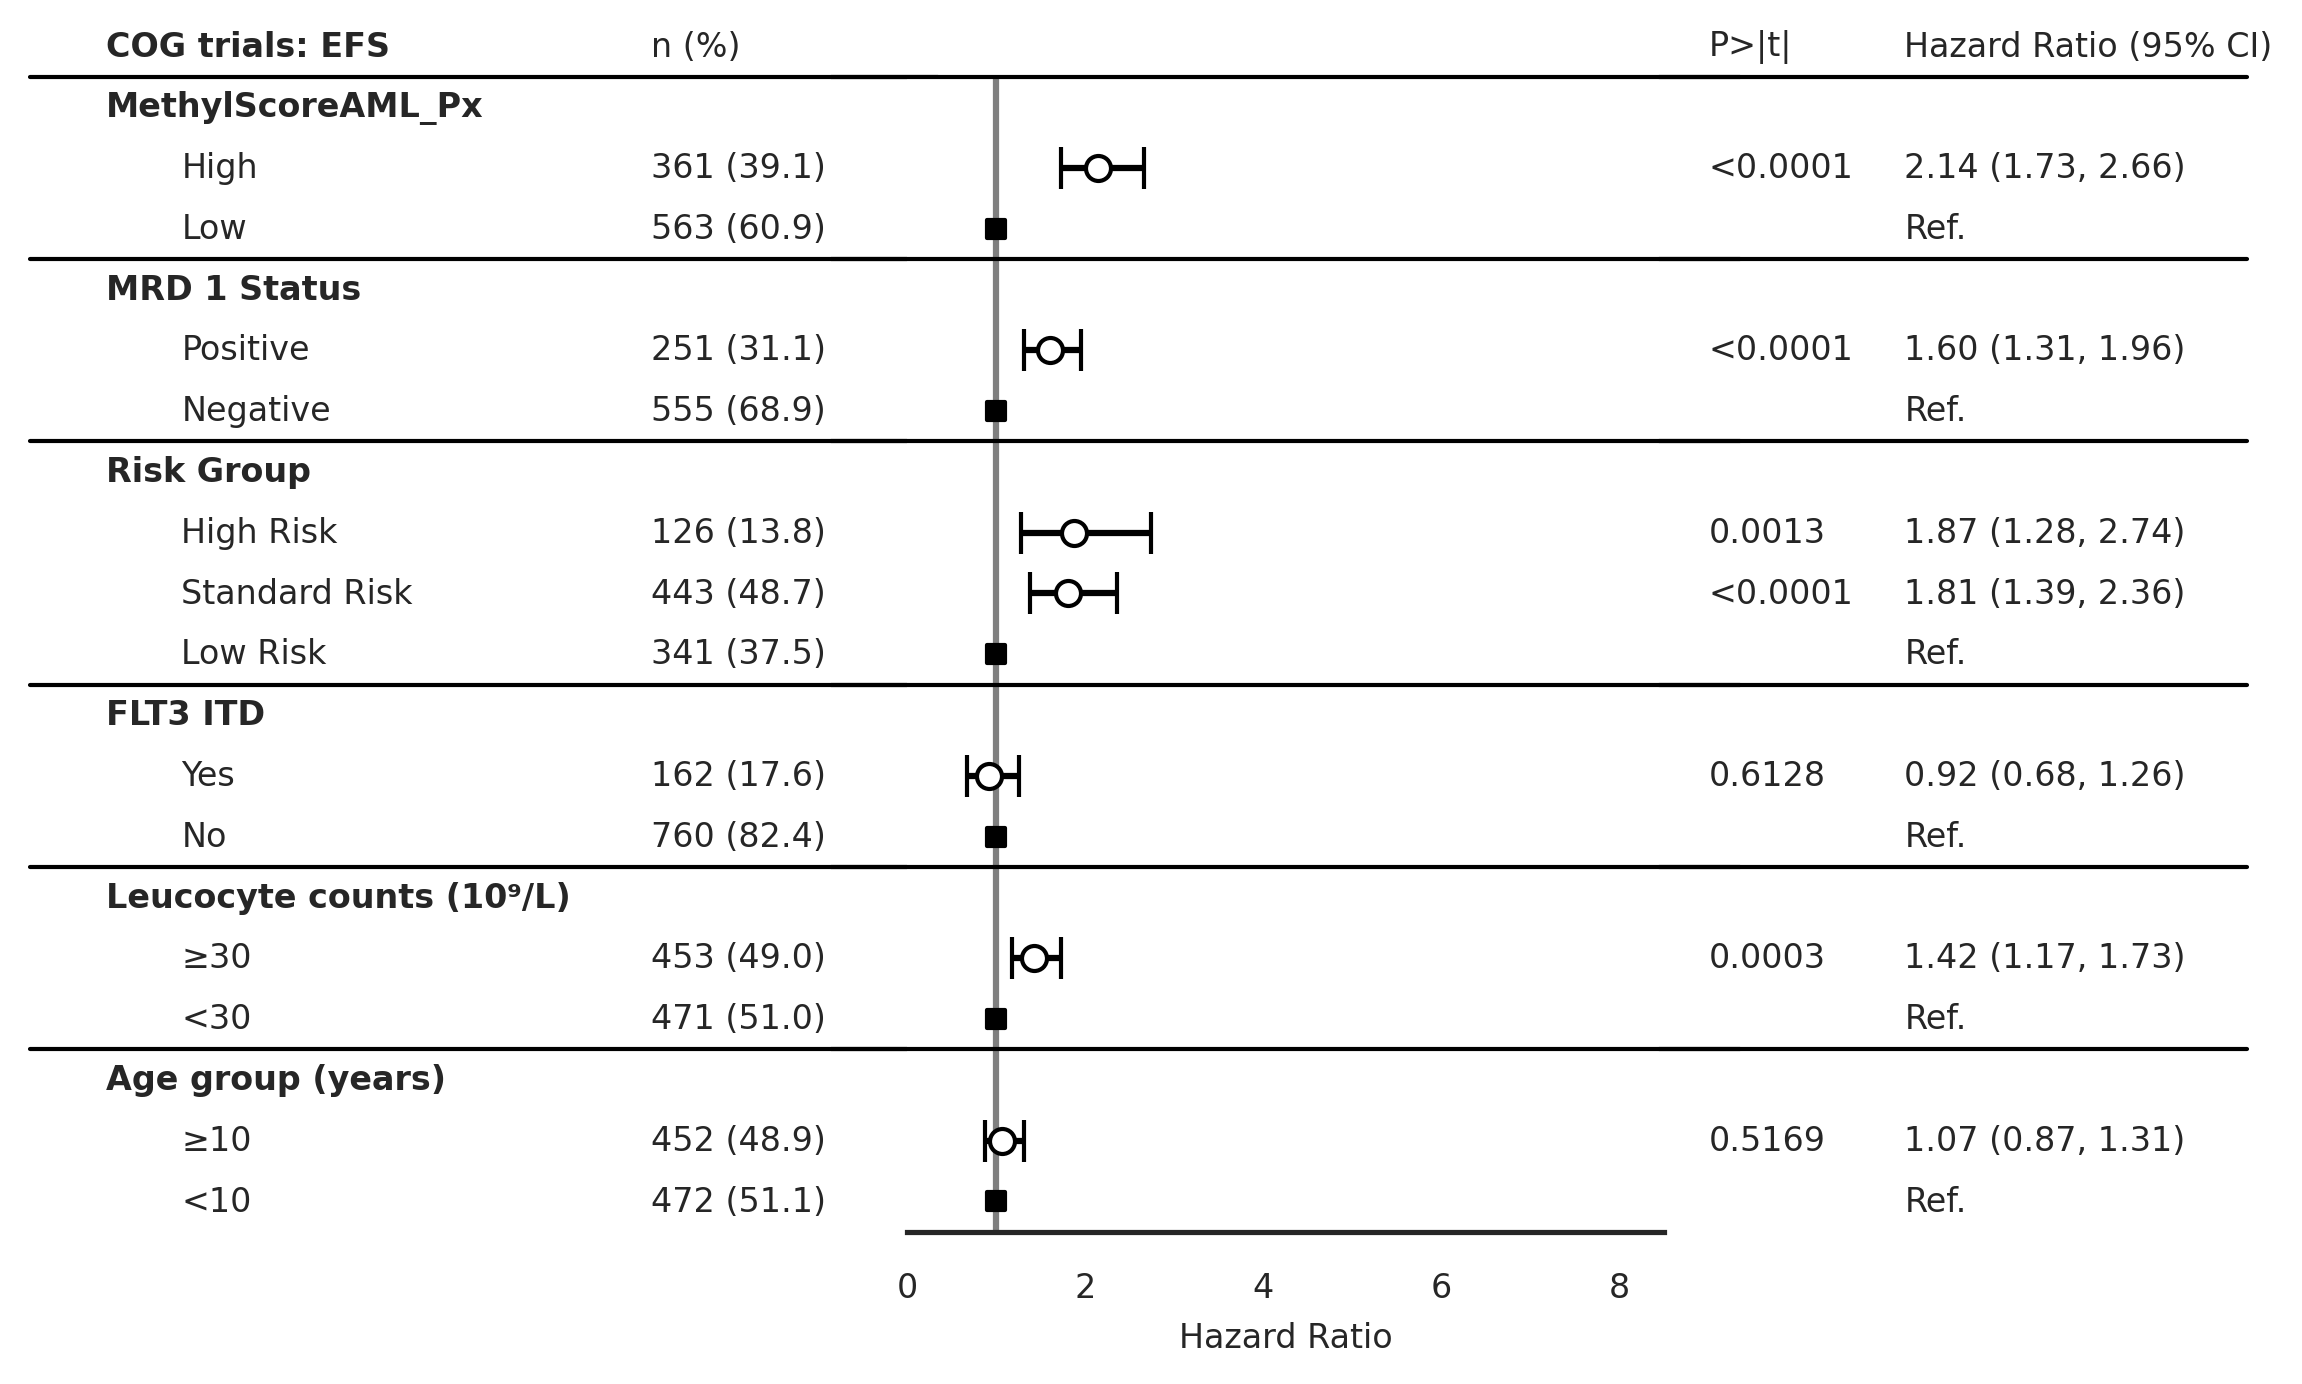 COG trials: EFS n (%) P>|t| Hazard Ratio (95% CI)
MethylScoreAML_Px
High 361 (39.1) <0.0001 2.14 (1.73, 2.66)
Low 563 (60.9) Ref.
MRD 1 Status
Positive 251 (31.1) <0.0001 1.60 (1.31, 1.96)
Negative 555 (68.9) Ref.
Risk Group
High Risk 126 (13.8) 0.0013 1.87 (1.28, 2.74)
Standard Risk 443 (48.7) <0.0001 1.81 (1.39, 2.36)
Low Risk 341 (37.5) Ref.
FLT3 ITD
Yes 162 (17.6) 0.6128 0.92 (0.68, 1.26)
No 760 (82.4) Ref.
Leucocyte counts (10⁹/L)
≥30 453 (49.0) 0.0003 1.42 (1.17, 1.73)
<30 471 (51.0) Ref.
Age group (years)
≥10 452 (48.9) 0.5169 1.07 (0.87, 1.31)
<10 472 (51.1) Ref.
0 2 4 6 8
Hazard Ratio